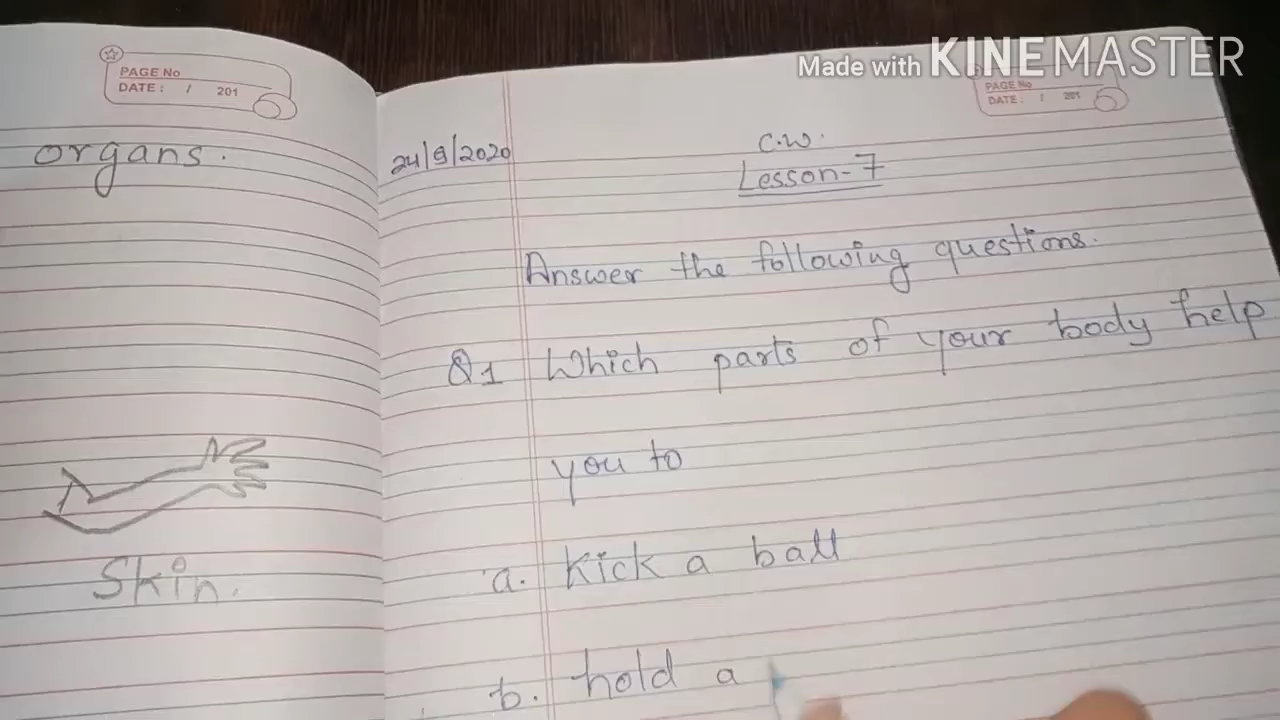 PAGE No
DATE : / 201
organs.
Skin.
Made with KINEMASTER
PAGE No
DATE : / 201
24/9/2020
C.W.
Lesson-7
Answer the following questions.
Q1 Which parts of your body help
you to
a. Kick a ball
b. hold a